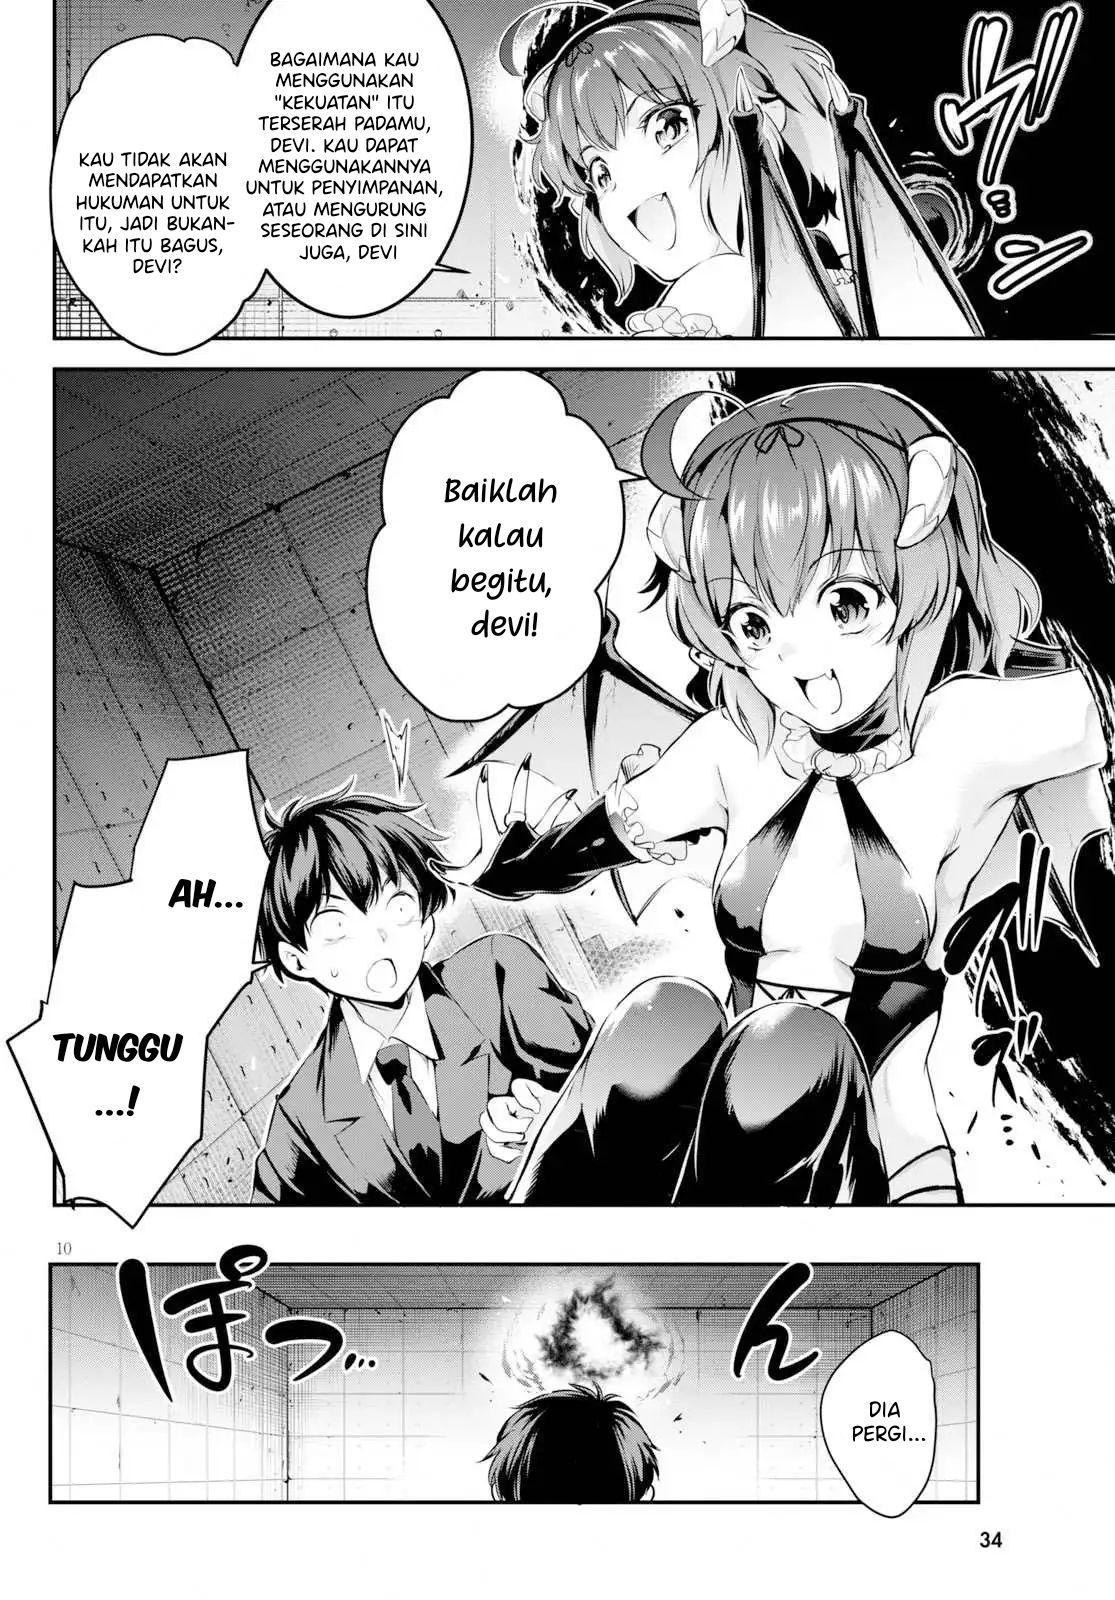 BAGAIMANA KAU
MENGGUNAKAN
"KEKUATAN" ITU
TERSERAH PADAMU,
DEVI. KAU DAPAT
MENGGUNAKANNYA
UNTUK PENYIMPANAN,
ATAU MENGURUNG
SESEORANG DI SINI
JUGA, DEVI
KAU TIDAK AKAN
MENDAPATKAN
HUKUMAN UNTUK
ITU, JADI BUKAN-
KAH ITU BAGUS,
DEVI?
Baiklah
kalau
begitu,
devi!
AH...
TUNGGU
...!
10
ぽつ...
ん
DIA
PERGI...
34